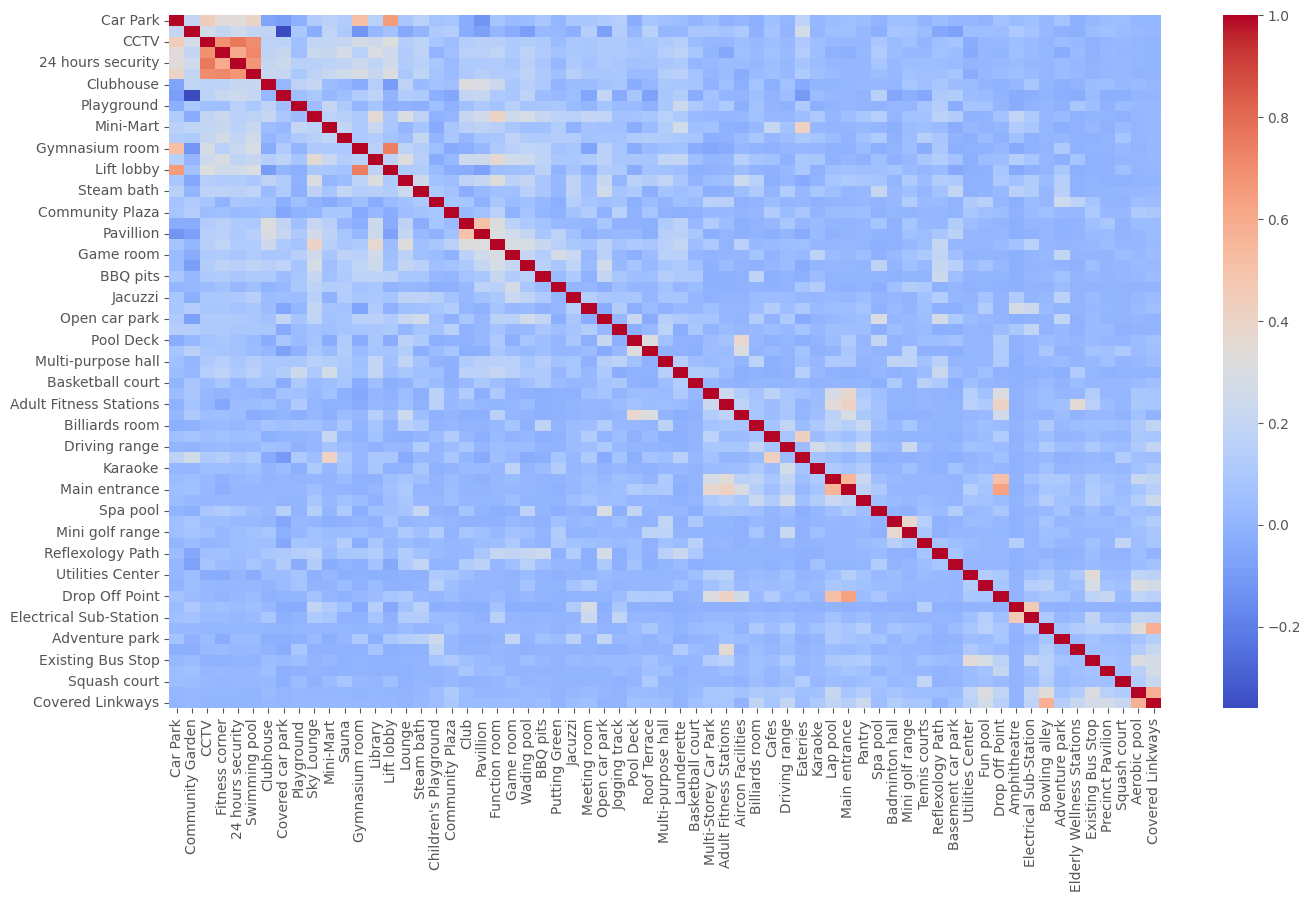 Car Park
CCTV
24 hours security
Clubhouse
Playground
Mini-Mart
Gymnasium room
Lift lobby
Steam bath
Community Plaza
Pavillion
Game room
BBQ pits
Jacuzzi
Open car park
Pool Deck
Multi-purpose hall
Basketball court
Adult Fitness Stations
Billiards room
Driving range
Karaoke
Main entrance
Spa pool
Mini golf range
Reflexology Path
Utilities Center
Drop Off Point
Electrical Sub-Station
Adventure park
Existing Bus Stop
Squash court
Covered Linkways
Car Park
Community Garden
CCTV
Fitness corner
24 hours security
Swimming pool
Clubhouse
Covered car park
Playground
Sky Lounge
Mini-Mart
Sauna
Gymnasium room
Library
Lift lobby
Lounge
Steam bath
Children's Playground
Community Plaza
Club
Pavillion
Function room
Game room
Wading pool
BBQ pits
Putting Green
Jacuzzi
Meeting room
Open car park
Jogging track
Pool Deck
Roof Terrace
Multi-purpose hall
Launderette
Basketball court
Multi-Storey Car Park
Adult Fitness Stations
Aircon Facilities
Billiards room
Cafes
Driving range
Eateries
Karaoke
Lap pool
Main entrance
Pantry
Spa pool
Badminton hall
Mini golf range
Tennis courts
Reflexology Path
Basement car park
Utilities Center
Fun pool
Drop Off Point
Amphitheatre
Electrical Sub-Station
Bowling alley
Adventure park
Elderly Wellness Stations
Existing Bus Stop
Precinct Pavilion
Squash court
Aerobic pool
Covered Linkways
1.0
0.8
0.6
0.4
0.2
0.0
−0.2